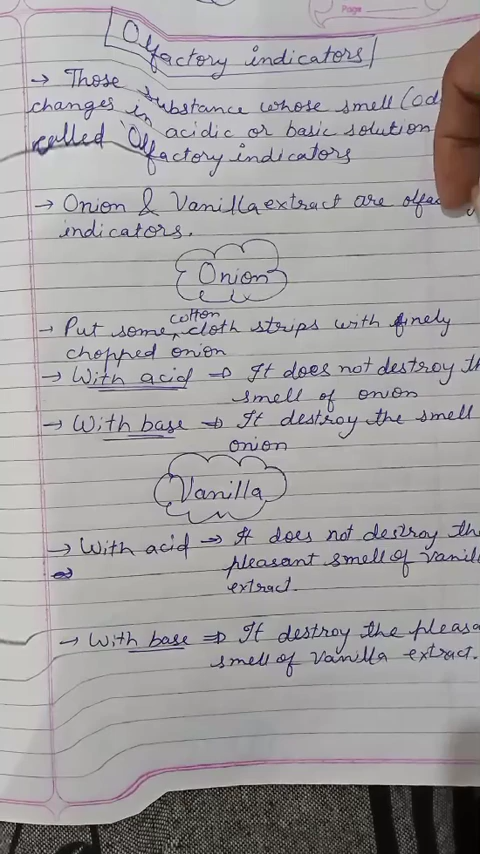 Page
Olfactory indicators
→ Those substance whose smell (od
changes in acidic or basic solution
called Olfactory indicators
→ Onion & Vanilla extract are olfac
indicators.
Onion
→ Put some cotton cloth strips with finely
chopped onion
→ With acid ⇒ It does not destroy th
smell of onion
→ With base ⇒ It destroy the smell
onion
Vanilla
→ With acid → It does not destroy the
pleasant smell of vanill
extract.
→ With base ⇒ It destroy the pleasa
smell of vanilla extract.